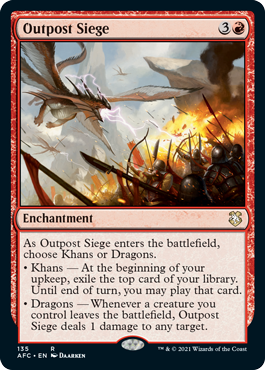 Outpost Siege 3
Enchantment
As Outpost Siege enters the battlefield,
choose Khans or Dragons.
• Khans — At the beginning of your
upkeep, exile the top card of your library.
Until end of turn, you may play that card.
• Dragons — Whenever a creature you
control leaves the battlefield, Outpost
Siege deals 1 damage to any target.
135 R
AFC • EN Daarken ™ & © 2021 Wizards of the Coast